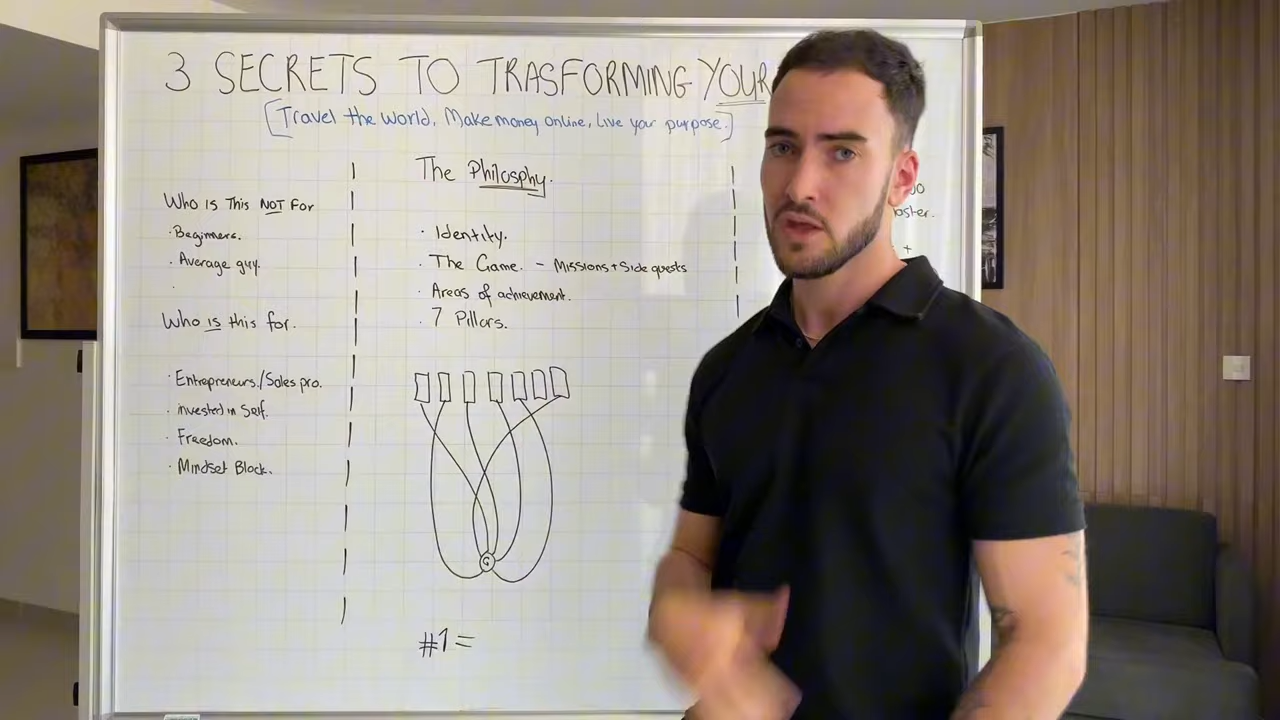 3 SECRETS TO TRASFORMING YOUR
[Travel the world, Make money online, Live your purpose.]
Who is This NOT For
· Beginners.
· Average guy.
·
Who is this for.
· Entrepreneurs./Sales pro.
· invested in Self.
· Freedom.
· Mindset Block.
The Philosphy.
· Identity.
· The Game. - Missions + Side quests
· Areas of achievement.
· 7 Pillars.
G
#1 =
+